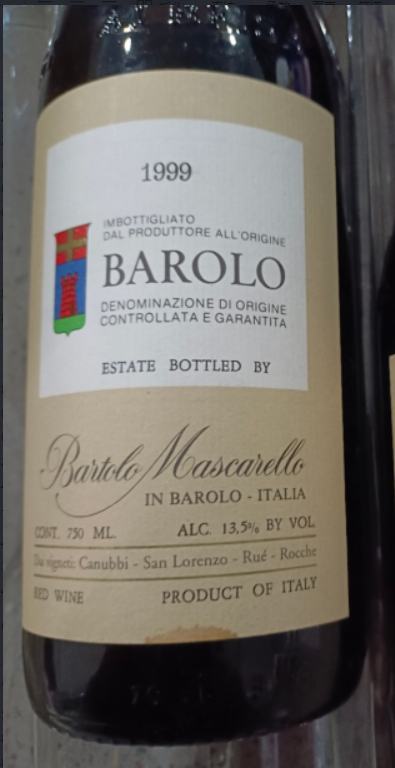 1999
IMBOTTIGLIATO
DAL PRODUTTORE ALL'ORIGINE
BAROLO
DENOMINAZIONE DI ORIGINE
CONTROLLATA E GARANTITA
ESTATE BOTTLED BY
Bartolo Mascarello
IN BAROLO - ITALIA
CONT. 750 ML. ALC. 13,5% BY VOL.
Dai vigneti: Canubbi - San Lorenzo - Rué - Rocche
RED WINE PRODUCT OF ITALY